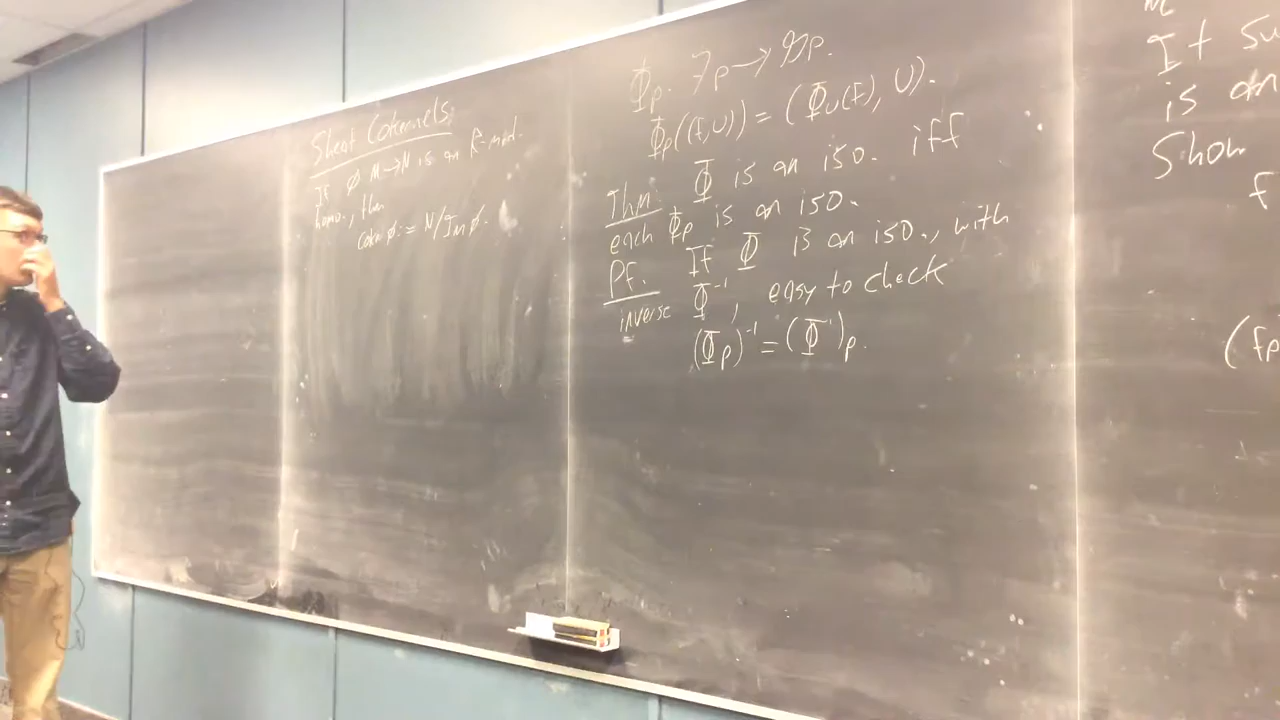 Sheaf Cokernels:
If φ M→N is an R-mod.
homo., then
coker φ := N/Im φ.
Φp. ℱp → 𝒢p.
Φp((f,U)) = (ΦU(f), U).
Thm: Φ is an iso. iff
each Φp is an iso.
Pf. If Φ is an iso., with
inverse Φ⁻¹, easy to check
(Φp)⁻¹ = (Φ⁻¹)p.
It su
is an
Show
f
(fp